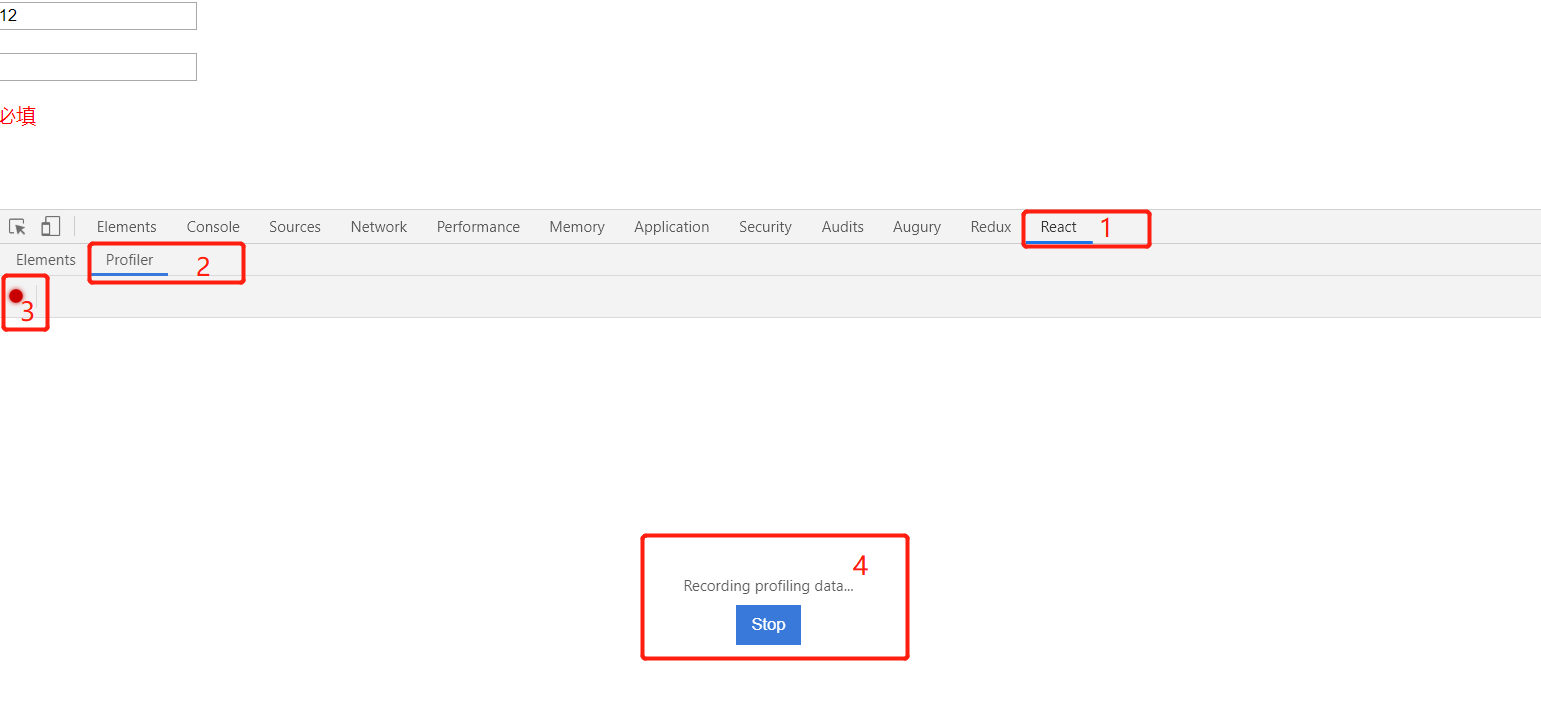 12
必填
Elements Console Sources Network Performance Memory Application Security Audits Augury Redux React 1
Elements Profiler 2
3
4
Recording profiling data...
Stop